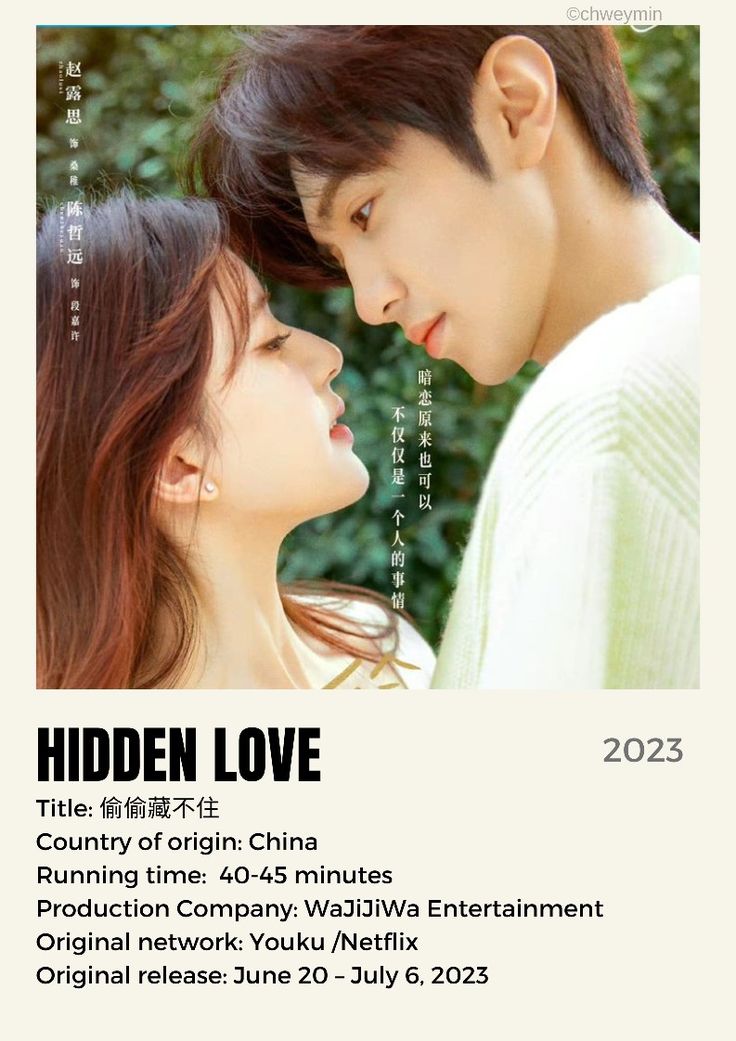 ©chweymin
赵露思
zhaolusi
饰 桑稚
陈哲远
chenzheyuan
饰 段嘉许
暗恋原来也可以
不仅仅是一个人的事情
HIDDEN LOVE
2023
Title: 偷偷藏不住
Country of origin: China
Running time: 40-45 minutes
Production Company: WaJiJiWa Entertainment
Original network: Youku /Netflix
Original release: June 20 – July 6, 2023